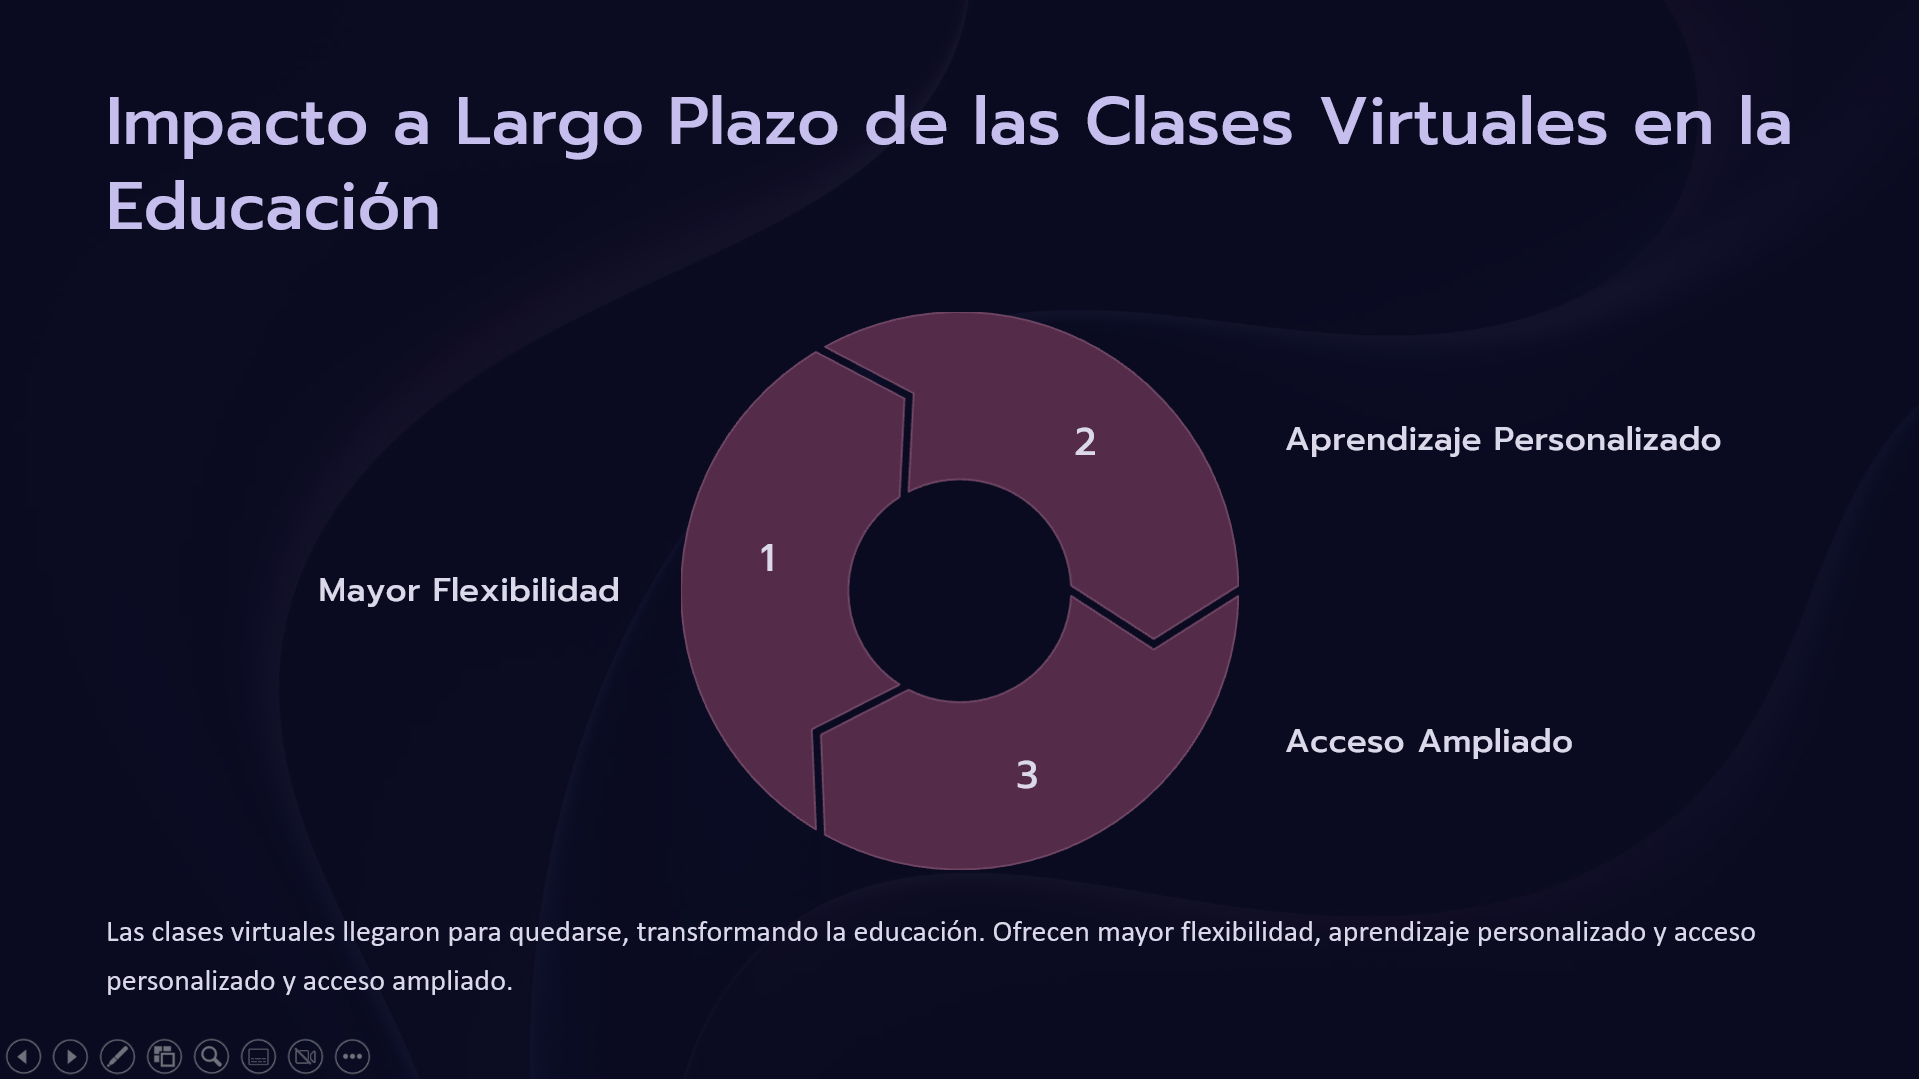 Impacto a Largo Plazo de las Clases Virtuales en la
Educación
2
Aprendizaje Personalizado
1
Mayor Flexibilidad
Acceso Ampliado
3
Las clases virtuales llegaron para quedarse, transformando la educación. Ofrecen mayor flexibilidad, aprendizaje personalizado y acceso
personalizado y acceso ampliado.